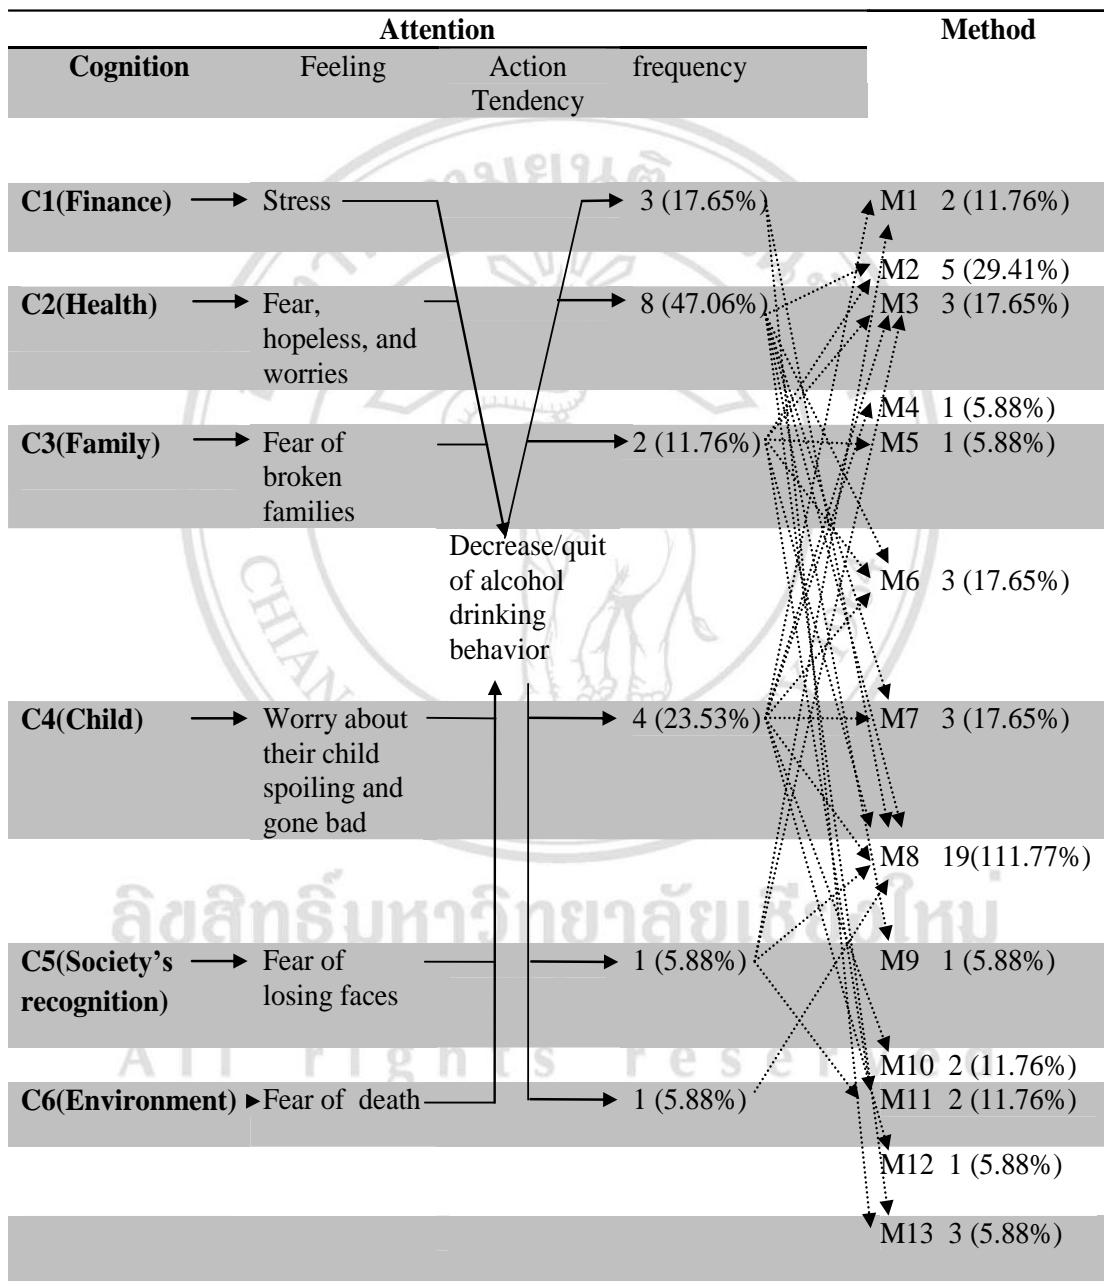 Attention Method
Cognition Feeling Action frequency
Tendency
C1(Finance) Stress 3 (17.65%) M1 2 (11.76%)
M2 5 (29.41%)
C2(Health) Fear, 8 (47.06%) M3 3 (17.65%)
hopeless, and
worries
M4 1 (5.88%)
C3(Family) Fear of 2 (11.76%) M5 1 (5.88%)
broken
families
Decrease/quit
of alcohol M6 3 (17.65%)
drinking
behavior
C4(Child) Worry about 4 (23.53%) M7 3 (17.65%)
their child
spoiling and
gone bad
M8 19(111.77%)
ลิขสิทธิ์มหาวิทยาลัยเชียงใหม่
C5(Society's Fear of 1 (5.88%) M9 1 (5.88%)
recognition) losing faces
All rights reserved
M10 2 (11.76%)
C6(Environment) Fear of death 1 (5.88%) M11 2 (11.76%)
M12 1 (5.88%)
M13 3 (5.88%)